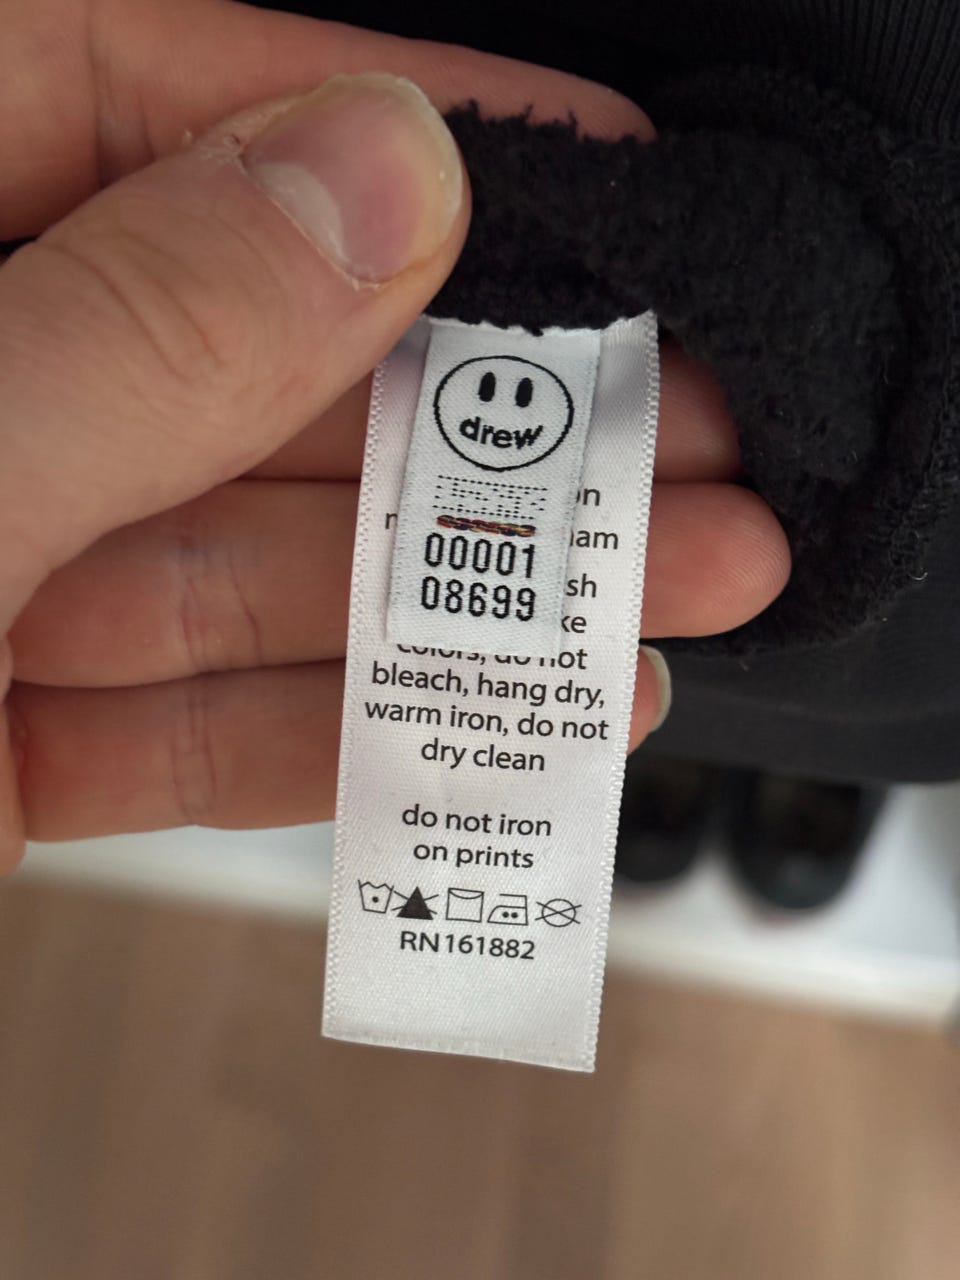 drew
00001
08699
bleach, hang dry,
warm iron, do not
dry clean
do not iron
on prints
RN161882